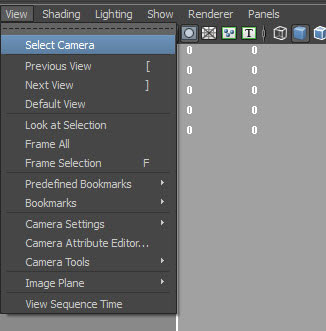 View Shading Lighting Show Renderer Panels
Select Camera
Previous View [
Next View ]
Default View
Look at Selection
Frame All
Frame Selection F
Predefined Bookmarks
Bookmarks
Camera Settings
Camera Attribute Editor...
Camera Tools
Image Plane
View Sequence Time
T
0 0
0 0
0 0
0 0
0 0